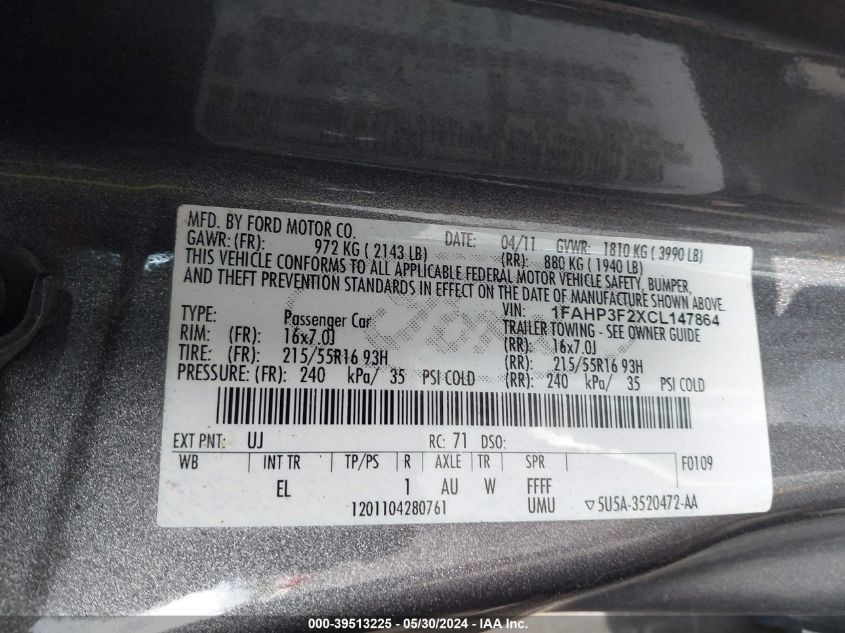 MFD. BY FORD MOTOR CO.
DATE: 04/11 GVWR: 1810 KG ( 3990 LB)
GAWR: (FR): 972 KG ( 2143 LB) (RR): 880 KG ( 1940 LB)
THIS VEHICLE CONFORMS TO ALL APPLICABLE FEDERAL MOTOR VEHICLE SAFETY, BUMPER,
AND THEFT PREVENTION STANDARDS IN EFFECT ON THE DATE OF MANUFACTURE SHOWN ABOVE.
VIN: 1FAHP3F2XCL147864
TYPE: Passenger Car TRAILER TOWING - SEE OWNER GUIDE
RIM: (FR): 16x7.0J (RR): 16x7.0J
TIRE: (FR): 215/55R16 93H (RR): 215/55R16 93H
PRESSURE: (FR): 240 kPa/ 35 PSI COLD (RR): 240 kPa/ 35 PSI COLD
EXT PNT: UJ RC: 71 DSO:
WB INT TR TP/PS R AXLE TR SPR F0109
EL 1 AU W FFFF
1201104280761 UMU ▽5U5A-3520472-AA
000-39513225 - 05/30/2024 - IAA Inc.